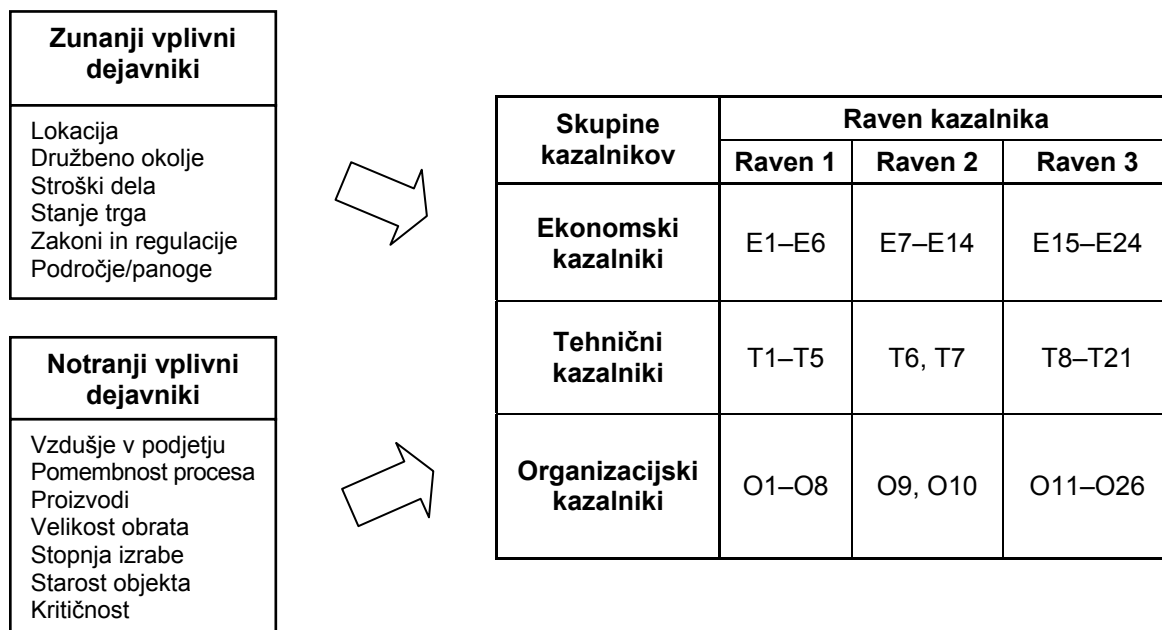 Zunanji vplivni
dejavniki
Lokacija
Družbeno okolje
Stroški dela
Stanje trga
Zakoni in regulacije
Področje/panoge
Notranji vplivni
dejavniki
Vzdušje v podjetju
Pomembnost procesa
Proizvodi
Velikost obrata
Stopnja izrabe
Starost objekta
Kritičnost
Skupine
kazalnikov
Raven kazalnika
Raven 1 Raven 2 Raven 3
Ekonomski
kazalniki
E1–E6 E7–E14 E15–E24
Tehnični
kazalniki
T1–T5 T6, T7 T8–T21
Organizacijski
kazalniki
O1–O8 O9, O10 O11–O26